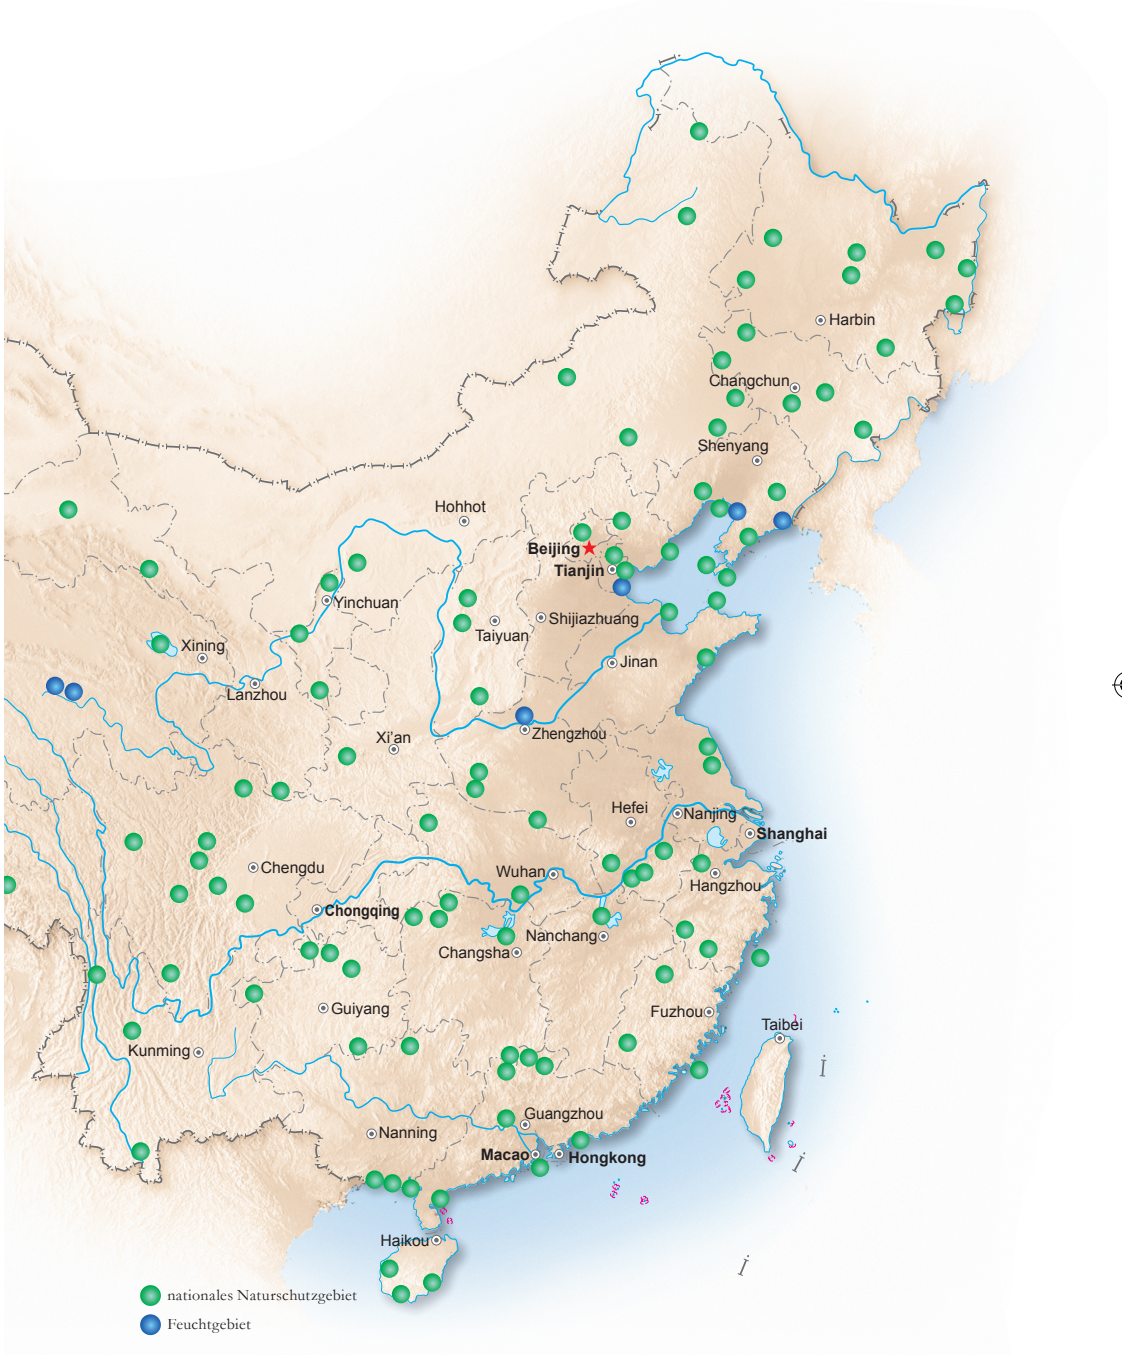 Harbin
Changchun
Shenyang
Hohhot
Beijing
Tianjin
Yinchuan
Shijiazhuang
Taiyuan
Xining
Jinan
Lanzhou
Zhengzhou
Xi'an
Hefei
Nanjing
Shanghai
Chengdu
Wuhan
Hangzhou
Chongqing
Nanchang
Changsha
Guiyang
Fuzhou
Taibei
Kunming
Guangzhou
Nanning
Macao
Hongkong
Haikou
nationales Naturschutzgebiet
Feuchtgebiet